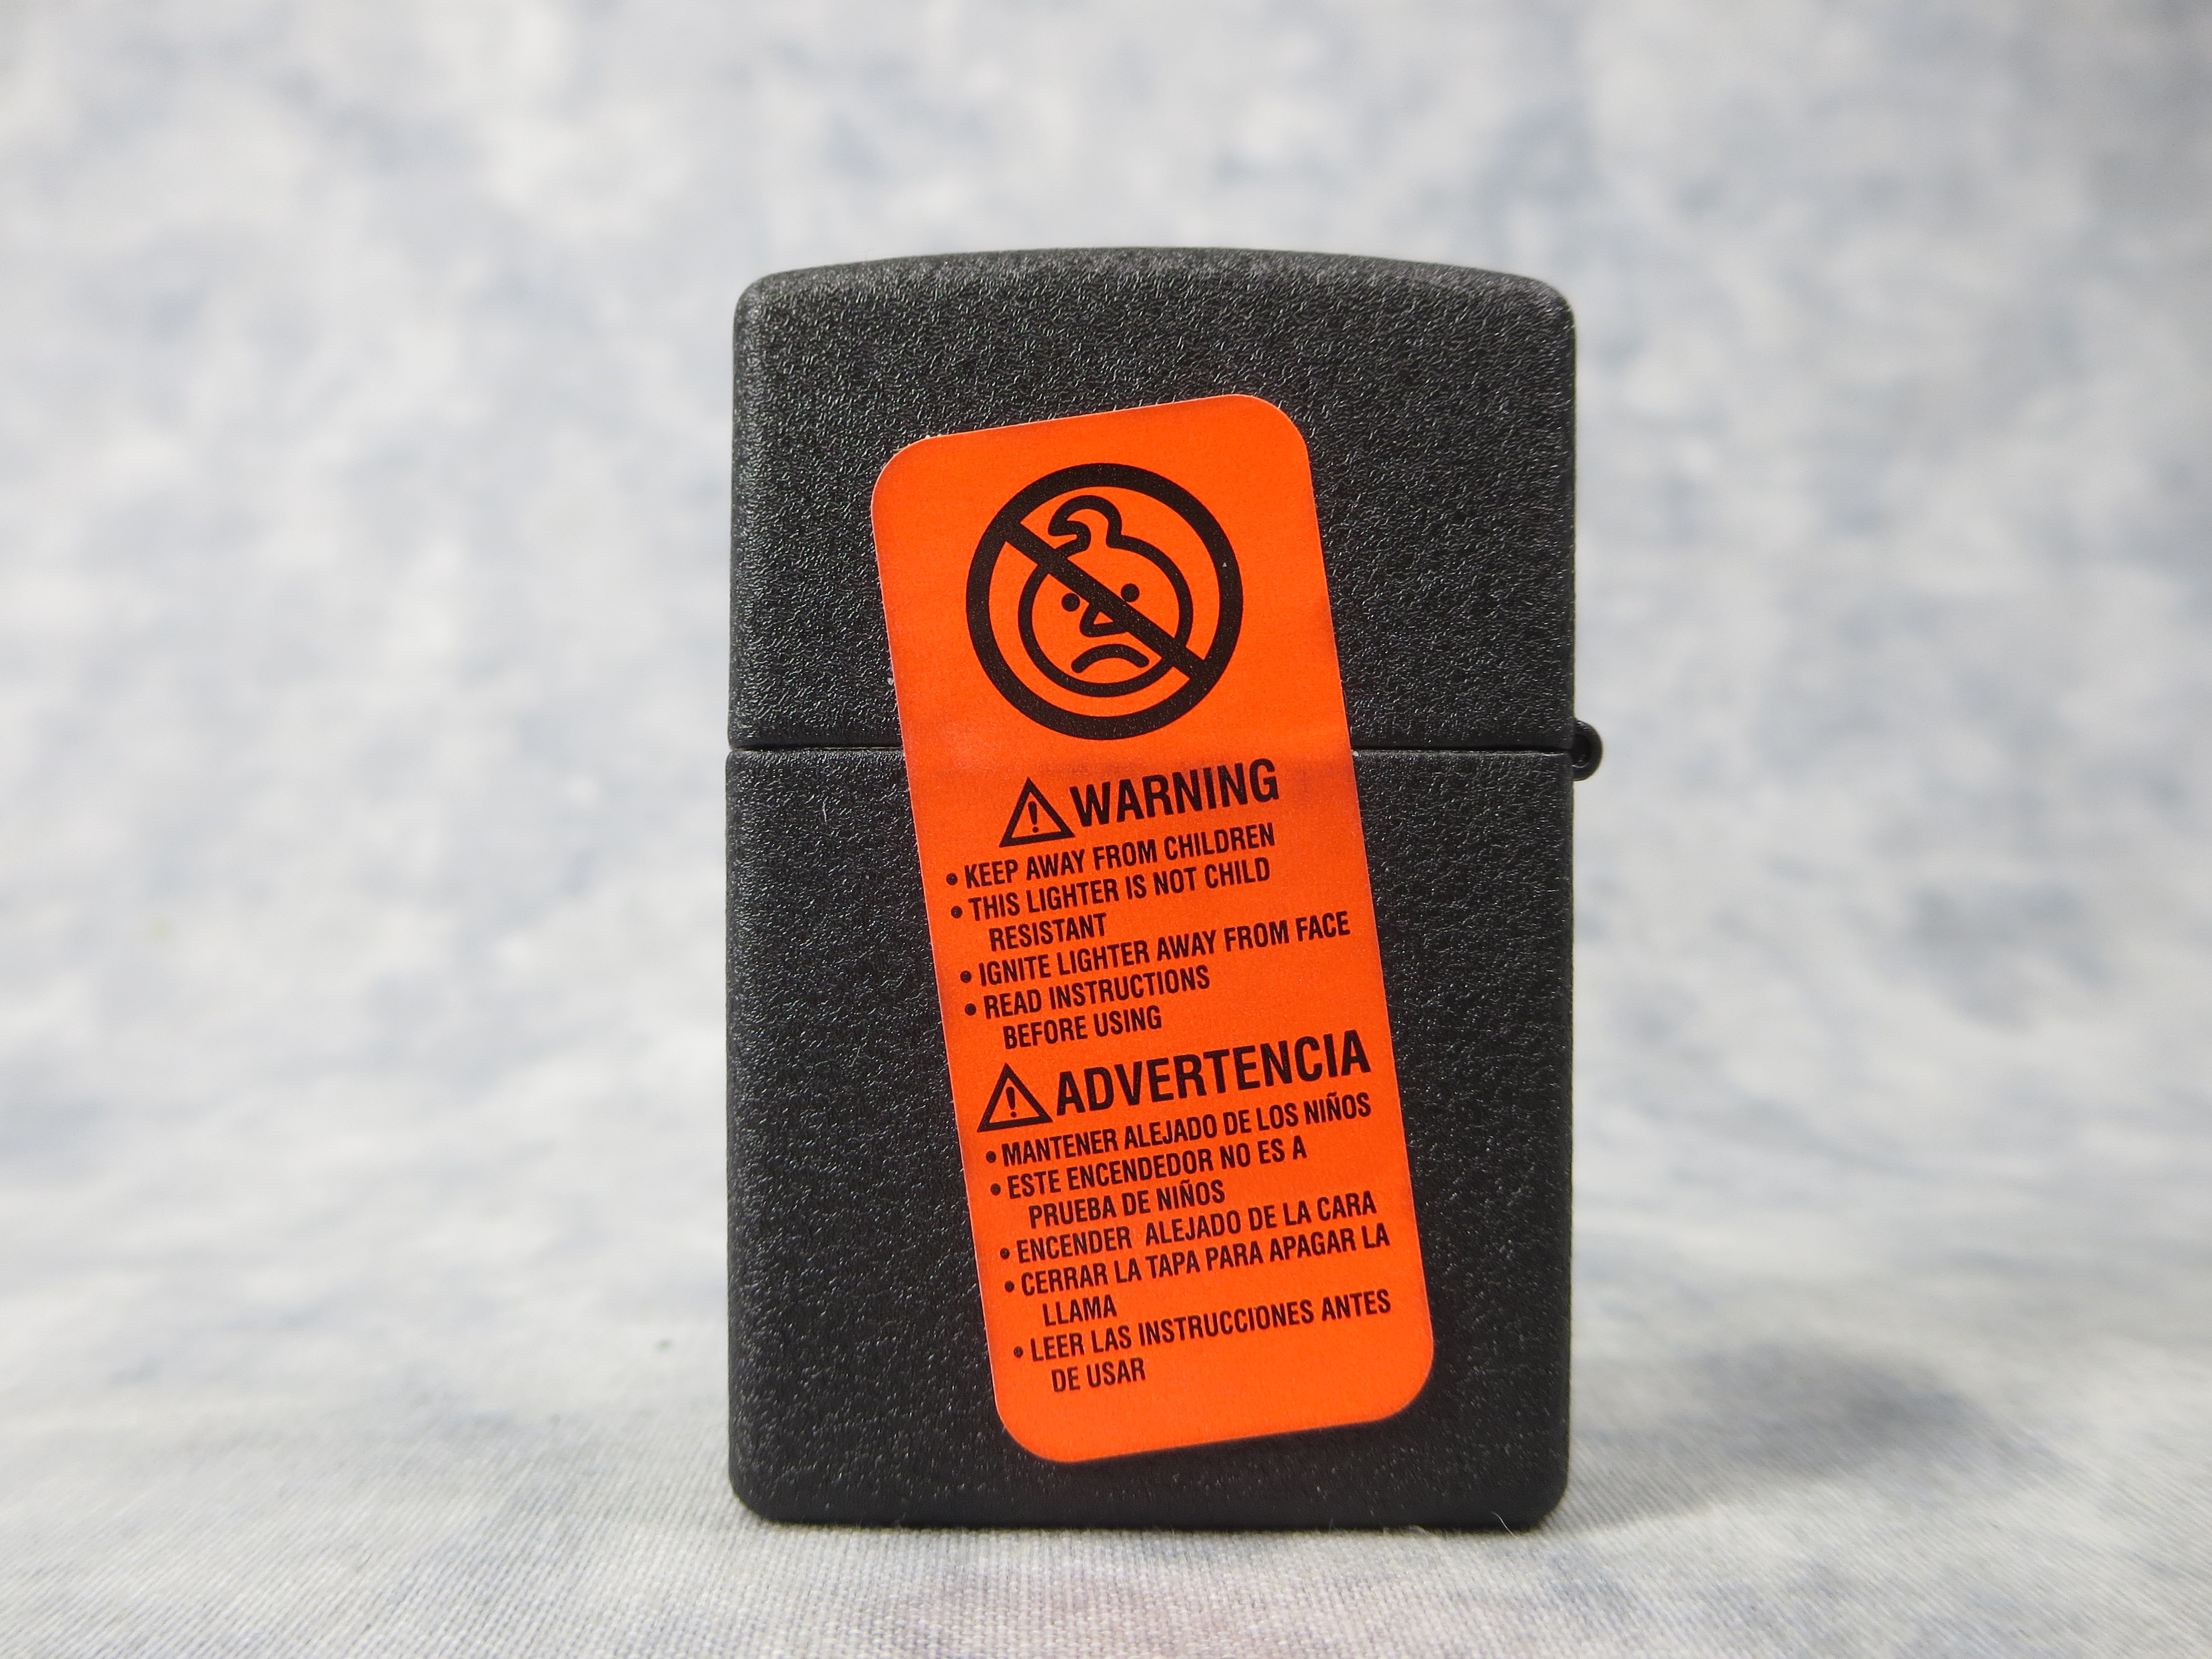 WARNING
• KEEP AWAY FROM CHILDREN
• THIS LIGHTER IS NOT CHILD
RESISTANT
• IGNITE LIGHTER AWAY FROM FACE
• READ INSTRUCTIONS
BEFORE USING
ADVERTENCIA
• MANTENER ALEJADO DE LOS NIÑOS
• ESTE ENCENDEDOR NO ES A
PRUEBA DE NIÑOS
• ENCENDER ALEJADO DE LA CARA
• CERRAR LA TAPA PARA APAGAR LA
LLAMA
• LEER LAS INSTRUCCIONES ANTES
DE USAR